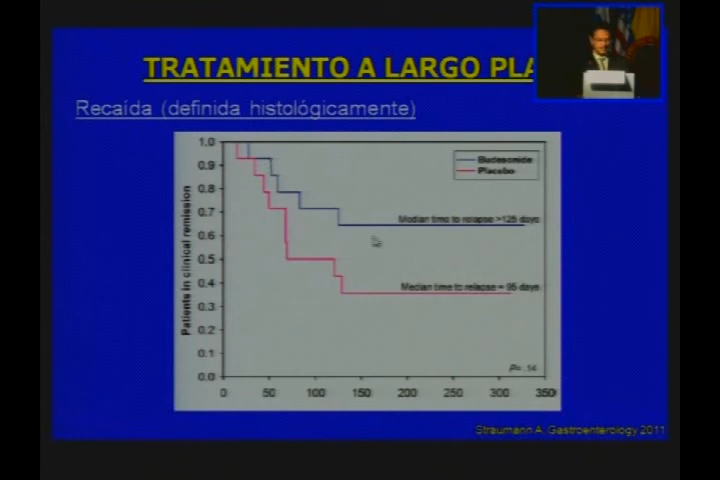 TRATAMIENTO A LARGO PLA
Recaída (definida histológicamente)
Patients in clinical remission
1.0
0.9
0.8
0.7
0.6
0.5
0.4
0.3
0.2
0.1
0.0
Budesonide
Placebo
Median time to relapse >125 days
Median time to relapse = 95 days
P= .14
0 50 100 150 200 250 300 350
Straumann A. Gastroenterology 2011